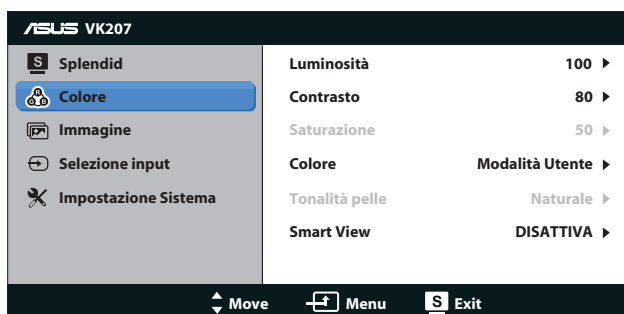 ASUS VK207
S Splendid
Colore
Immagine
Selezione input
Impostazione Sistema
Luminosità 100
Contrasto 80
Saturazione 50
Colore Modalità Utente
Tonalità pelle Naturale
Smart View DISATTIVA
Move Menu S Exit